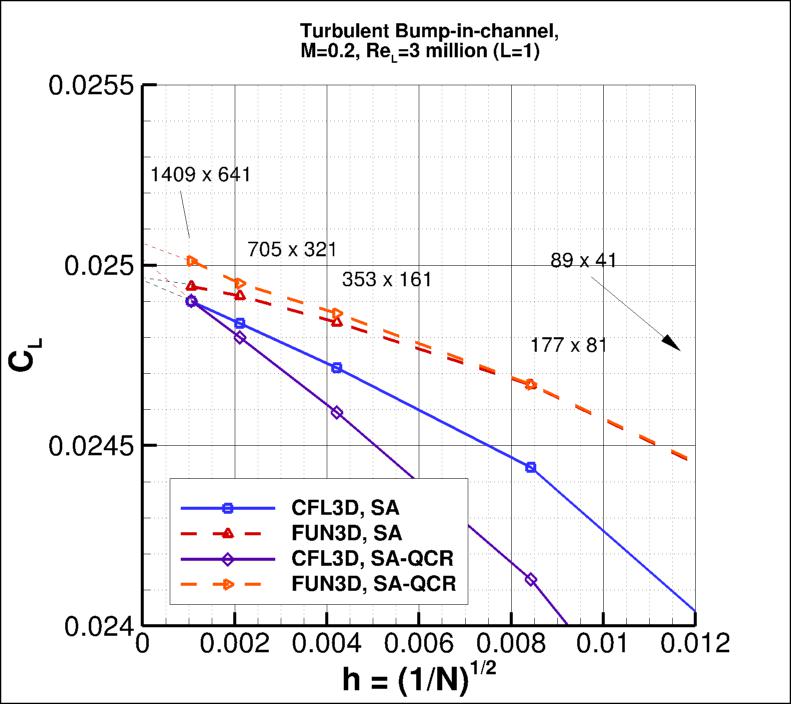 Turbulent Bump-in-channel,
M=0.2, Re_L=3 million (L=1)
0.0255
1409 x 641
705 x 321
89 x 41
0.025
353 x 161
177 x 81
C_L
0.0245
CFL3D, SA
FUN3D, SA
CFL3D, SA-QCR
FUN3D, SA-QCR
0.024
0 0.002 0.004 0.006 0.008 0.01 0.012
h = (1/N)^1/2